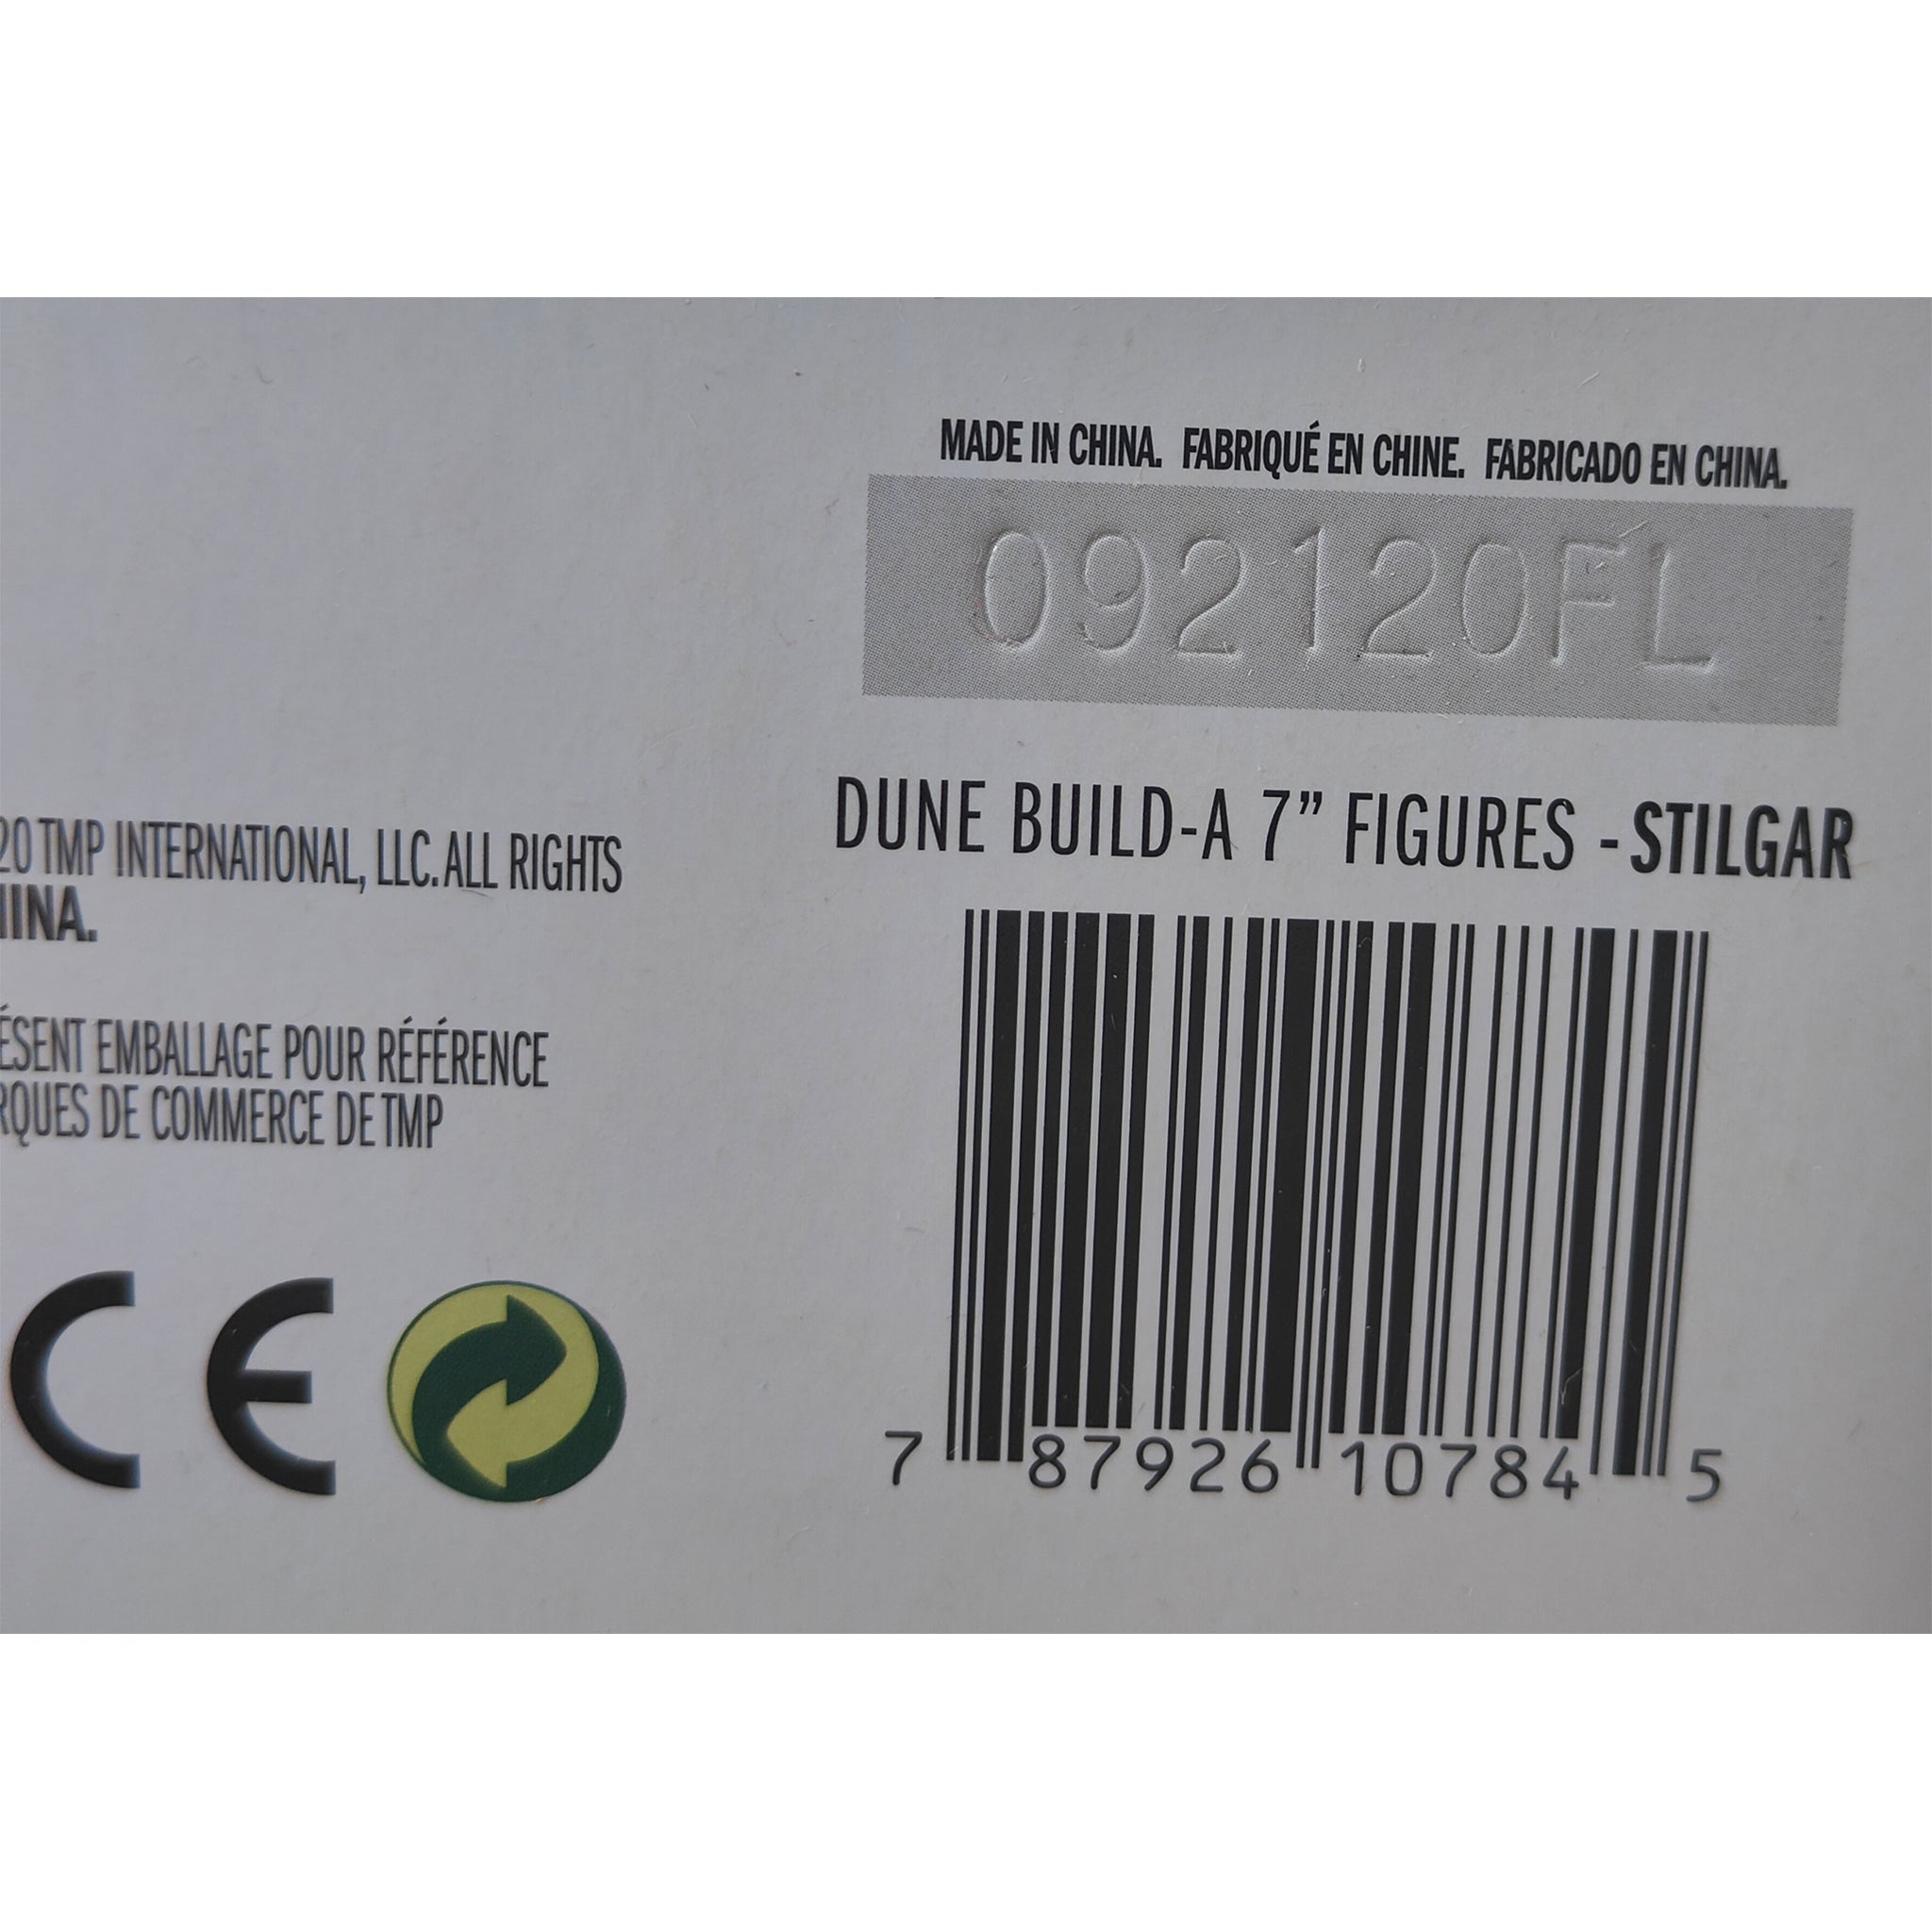 MADE IN CHINA. FABRIQUÉ EN CHINE. FABRICADO EN CHINA.
092120FL
DUNE BUILD-A 7” FIGURES - STILGAR
7 87926 10784 5
20 TMP INTERNATIONAL, LLC. ALL RIGHTS
HINA.
ÉSENT EMBALLAGE POUR RÉFÉRENCE
RQUES DE COMMERCE DE TMP
CE